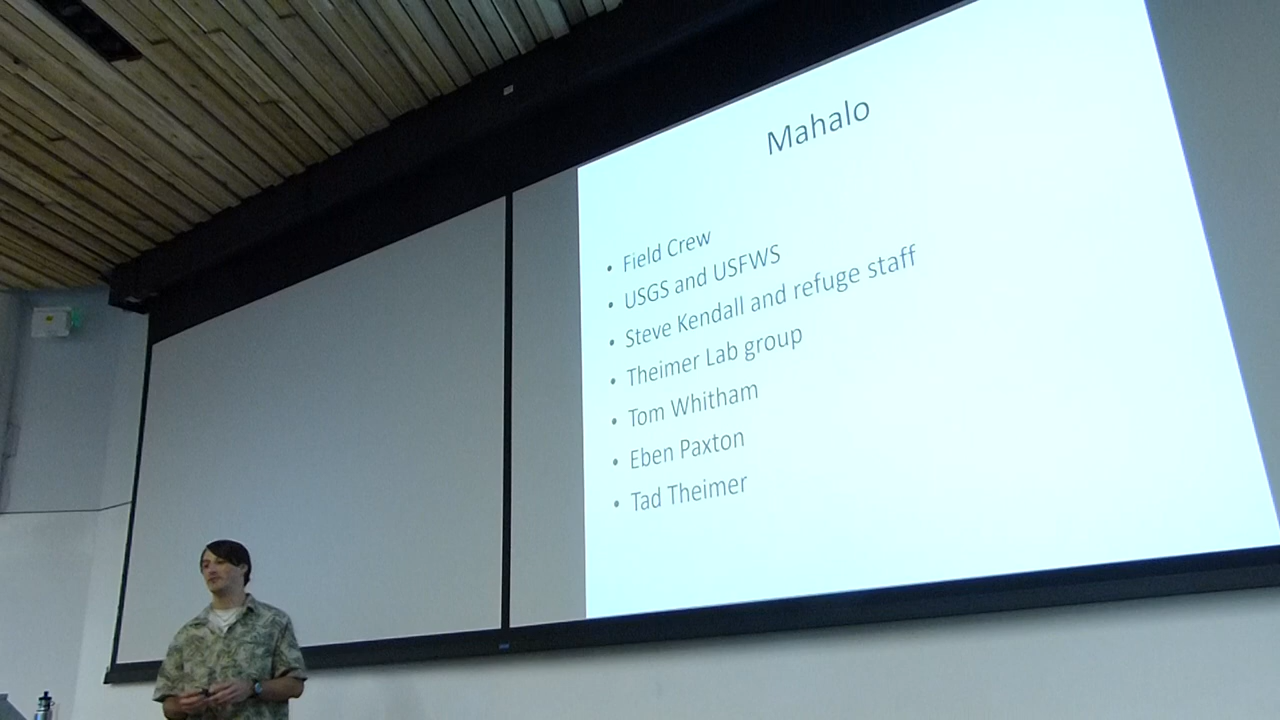 Mahalo
• Field Crew
• USGS and USFWS
• Steve Kendall and refuge staff
• Theimer Lab group
• Tom Whitham
• Eben Paxton
• Tad Theimer